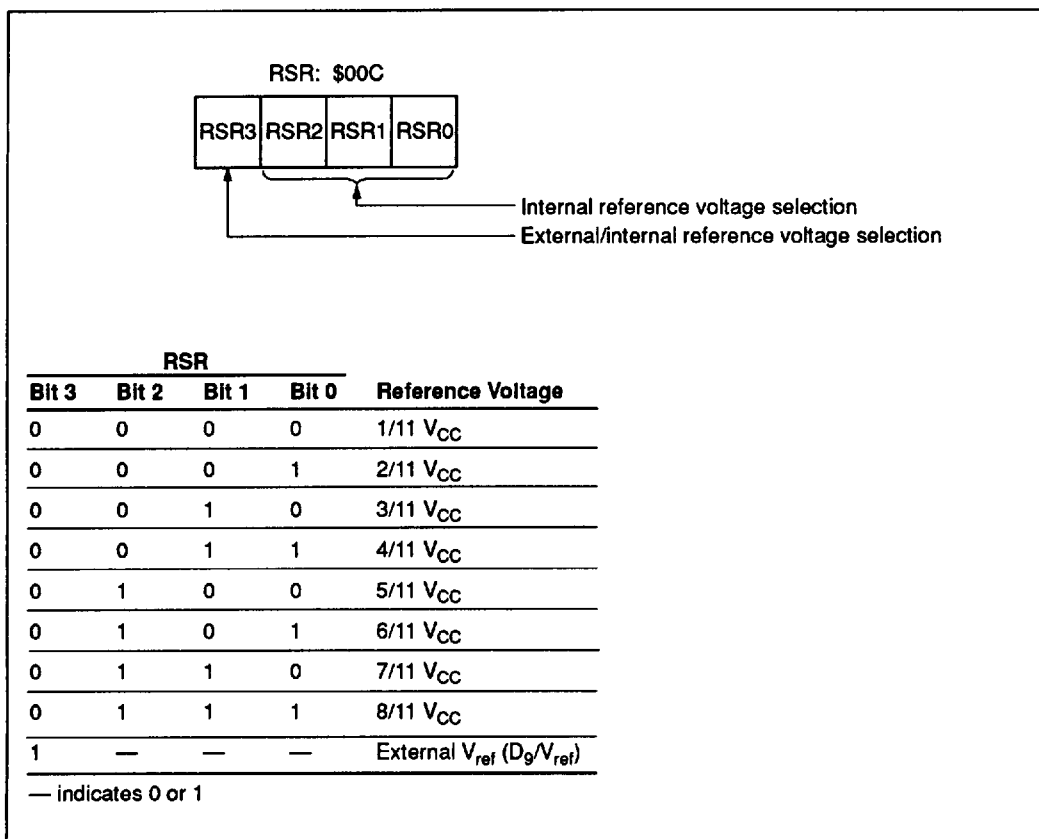 RSR: $00C
RSR3 RSR2 RSR1 RSR0
Internal reference voltage selection
External/internal reference voltage selection
RSR
Bit 3 Bit 2 Bit 1 Bit 0 Reference Voltage
0 0 0 0 1/11 VCC
0 0 0 1 2/11 VCC
0 0 1 0 3/11 VCC
0 0 1 1 4/11 VCC
0 1 0 0 5/11 VCC
0 1 0 1 6/11 VCC
0 1 1 0 7/11 VCC
0 1 1 1 8/11 VCC
1 — — — External Vref (D9/Vref)
— indicates 0 or 1